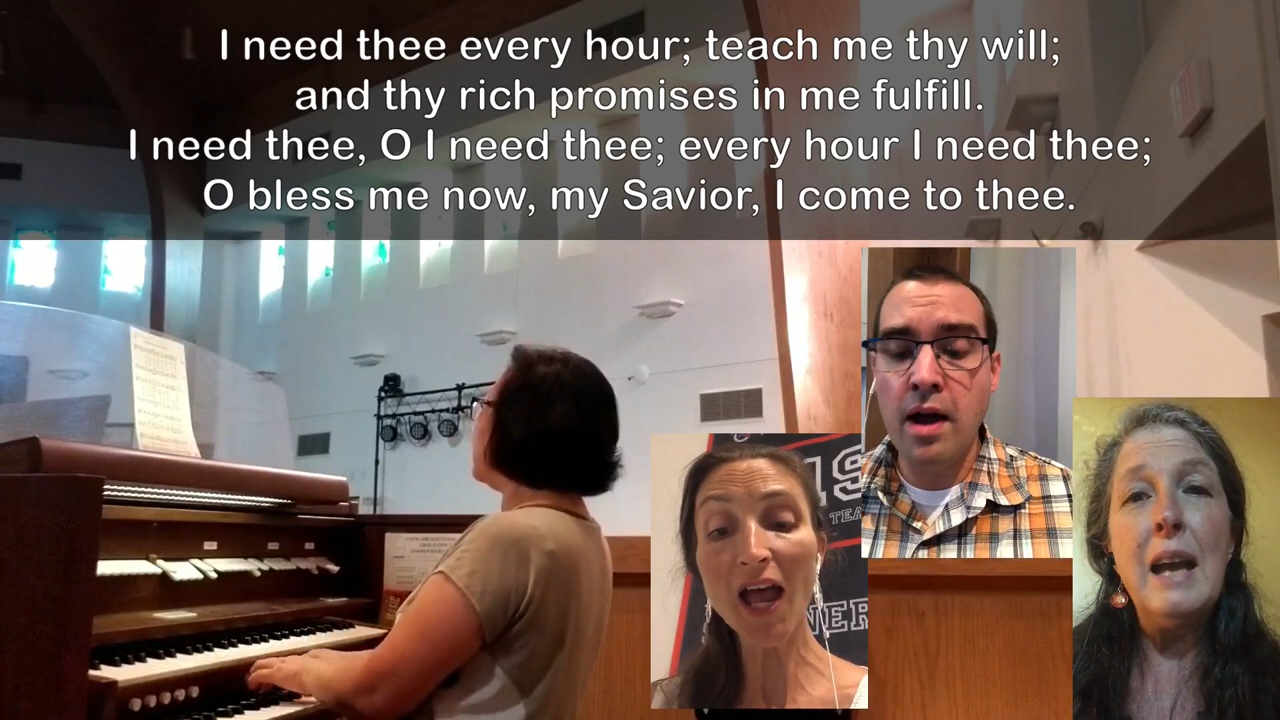 I need thee every hour; teach me thy will;
and thy rich promises in me fulfill.
I need thee, O I need thee; every hour I need thee;
O bless me now, my Savior, I come to thee.